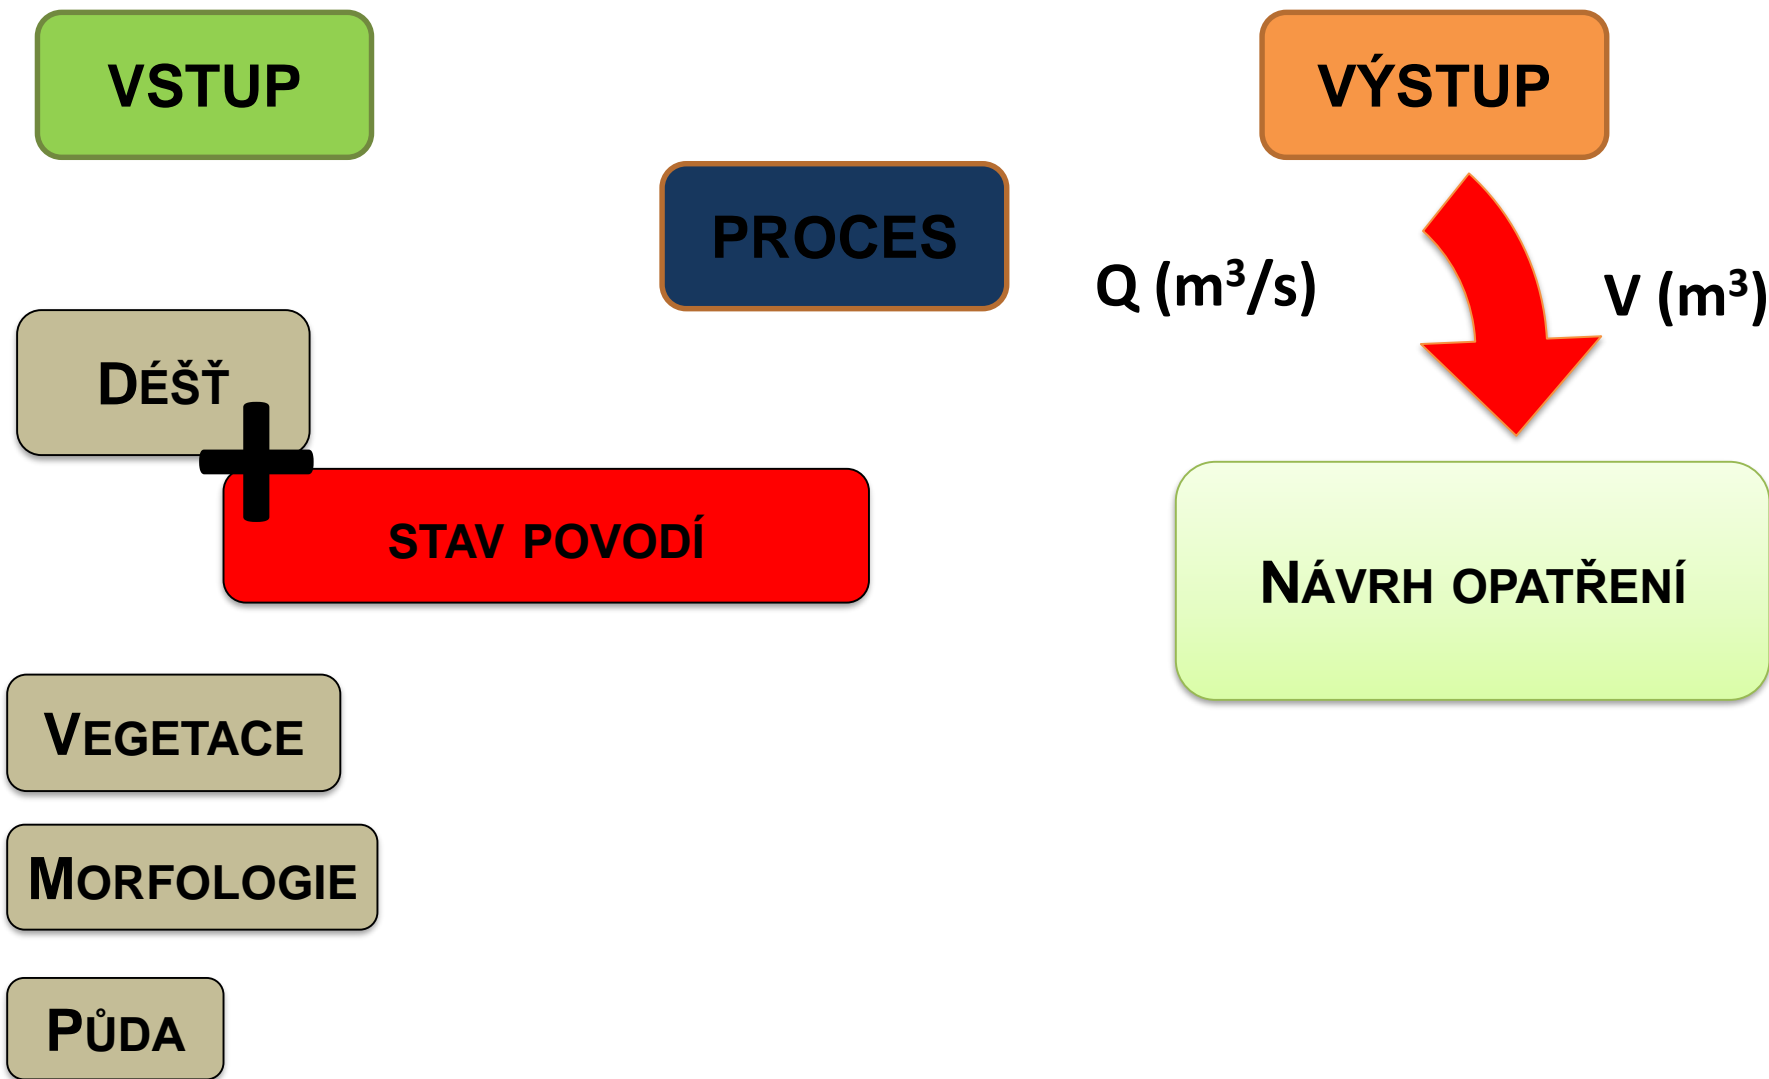 VSTUP
VÝSTUP
PROCES
Q (m³/s)
V (m³)
DÉŠŤ
STAV POVODÍ
NÁVRH OPATŘENÍ
VEGETACE
MORFOLOGIE
PŮDA